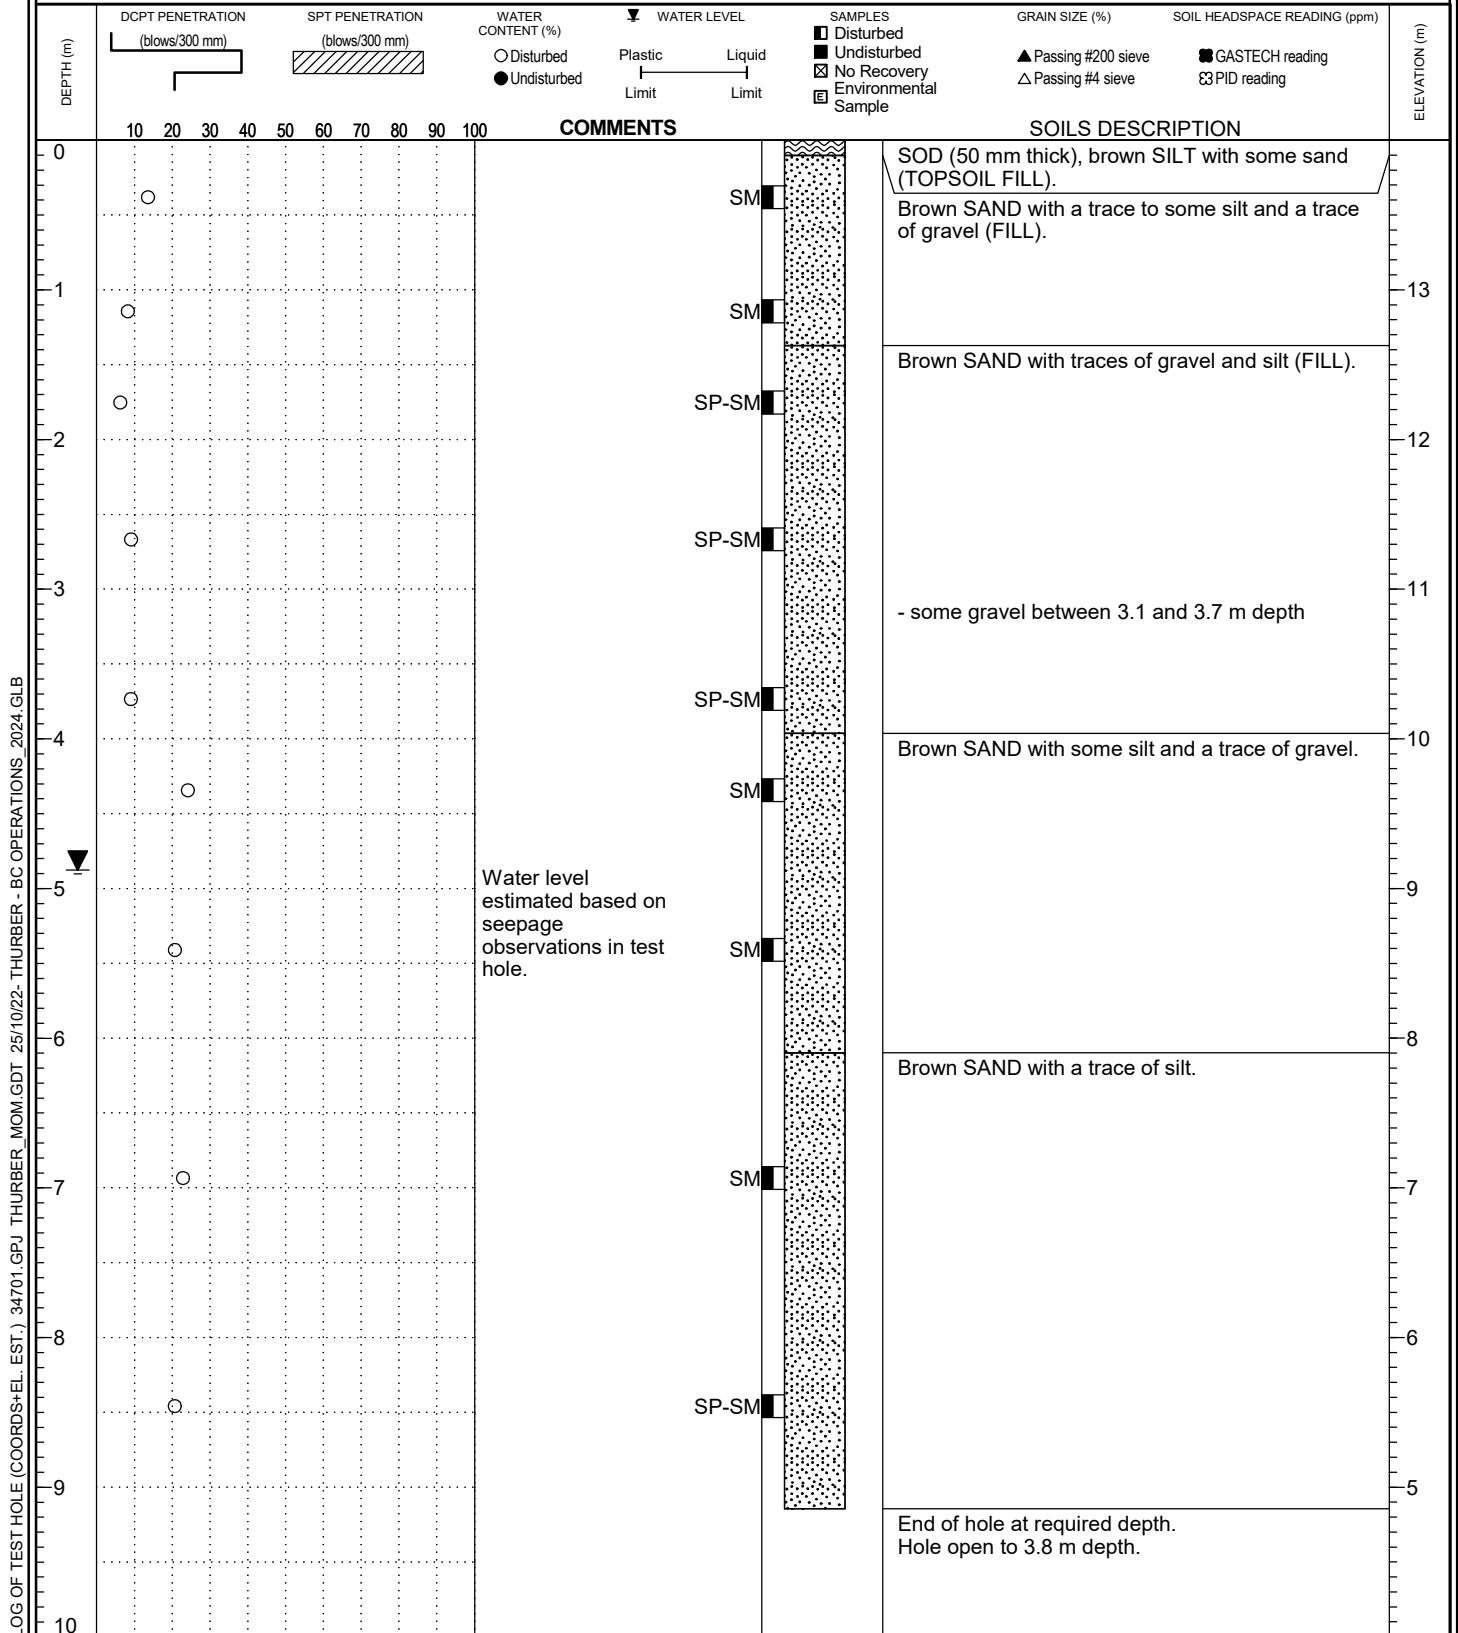 DCPT PENETRATION
(blows/300 mm)
SPT PENETRATION
(blows/300 mm)
WATER
CONTENT (%)
Disturbed
Undisturbed
WATER LEVEL
Plastic Liquid
Limit Limit
SAMPLES
Disturbed
Undisturbed
No Recovery
E Environmental
Sample
GRAIN SIZE (%)
Passing #200 sieve
Passing #4 sieve
SOIL HEADSPACE READING (ppm)
GASTECH reading
PID reading
DEPTH (m)
ELEVATION (m)
10 20 30 40 50 60 70 80 90 100
COMMENTS
SOILS DESCRIPTION
0
SOD (50 mm thick), brown SILT with some sand
(TOPSOIL FILL).
SM
Brown SAND with a trace to some silt and a trace
of gravel (FILL).
1
13
SM
Brown SAND with traces of gravel and silt (FILL).
SP-SM
2
12
SP-SM
3
11
- some gravel between 3.1 and 3.7 m depth
SP-SM
4
10
Brown SAND with some silt and a trace of gravel.
SM
5
9
Water level
estimated based on
seepage
observations in test
hole.
SM
6
8
Brown SAND with a trace of silt.
SM
7
7
8
6
SP-SM
9
5
End of hole at required depth.
Hole open to 3.8 m depth.
10
LOG OF TEST HOLE (COORDS+EL. EST.) 34701.GPJ THURBER_MOM.GDT 25/10/22- THURBER - BC OPERATIONS_2024.GLB